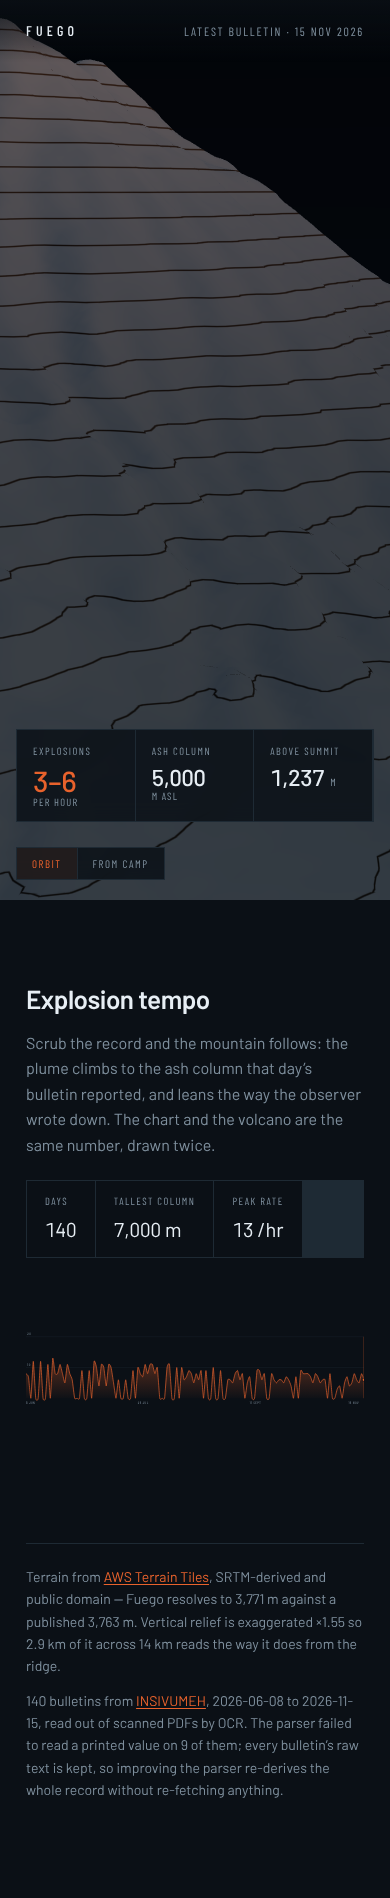 FUEGO
LATEST BULLETIN · 15 NOV 2026
EXPLOSIONS
3–6
PER HOUR
ASH COLUMN
5,000
M ASL
ABOVE SUMMIT
1,237 M
ORBIT
FROM CAMP
Explosion tempo
Scrub the record and the mountain follows: the
plume climbs to the ash column that day’s
bulletin reported, and leans the way the observer
wrote down. The chart and the volcano are the
same number, drawn twice.
DAYS
140
TALLEST COLUMN
7,000 m
PEAK RATE
13 /hr
Terrain from AWS Terrain Tiles, SRTM-derived and
public domain — Fuego resolves to 3,771 m against a
published 3,763 m. Vertical relief is exaggerated ×1.55 so
2.9 km of it across 14 km reads the way it does from the
ridge.
140 bulletins from INSIVUMEH, 2026-06-08 to 2026-11-
15, read out of scanned PDFs by OCR. The parser failed
to read a printed value on 9 of them; every bulletin’s raw
text is kept, so improving the parser re-derives the
whole record without re-fetching anything.